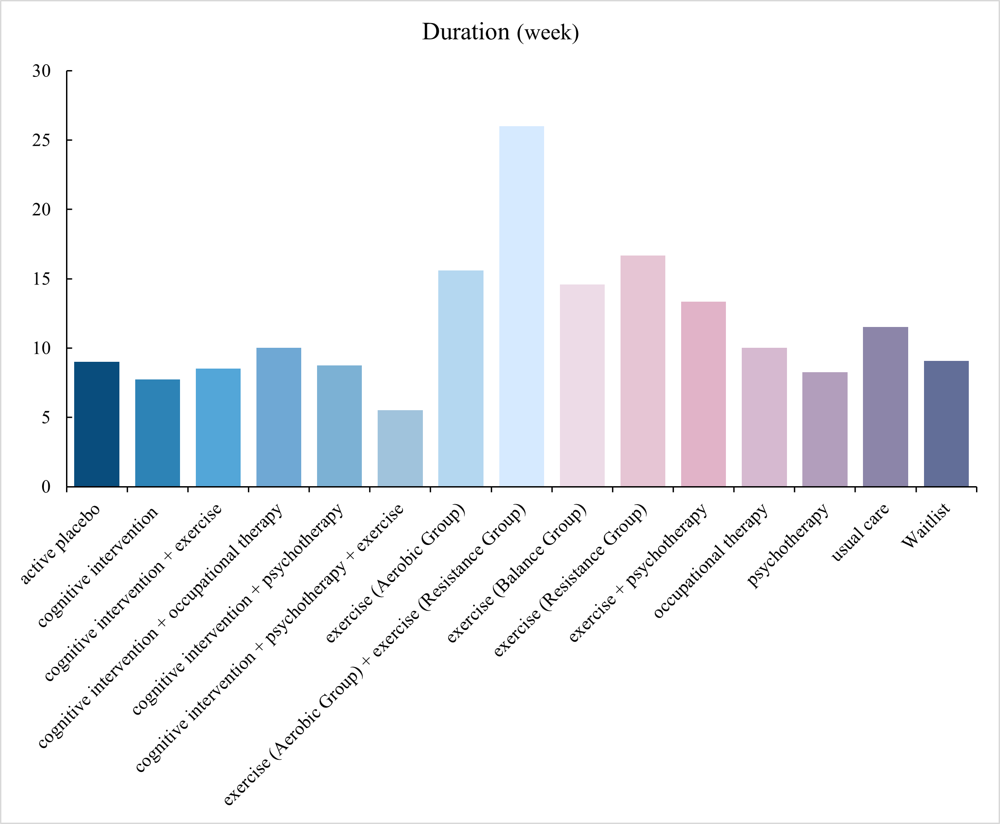 Duration (week)
30
25
20
15
10
5
0
active placebo
cognitive intervention
cognitive intervention + exercise
cognitive intervention + occupational therapy
cognitive intervention + psychotherapy
cognitive intervention + psychotherapy + exercise
exercise (Aerobic Group)
exercise (Aerobic Group) + exercise (Resistance Group)
exercise (Balance Group)
exercise (Resistance Group)
exercise + psychotherapy
occupational therapy
psychotherapy
usual care
Waitlist